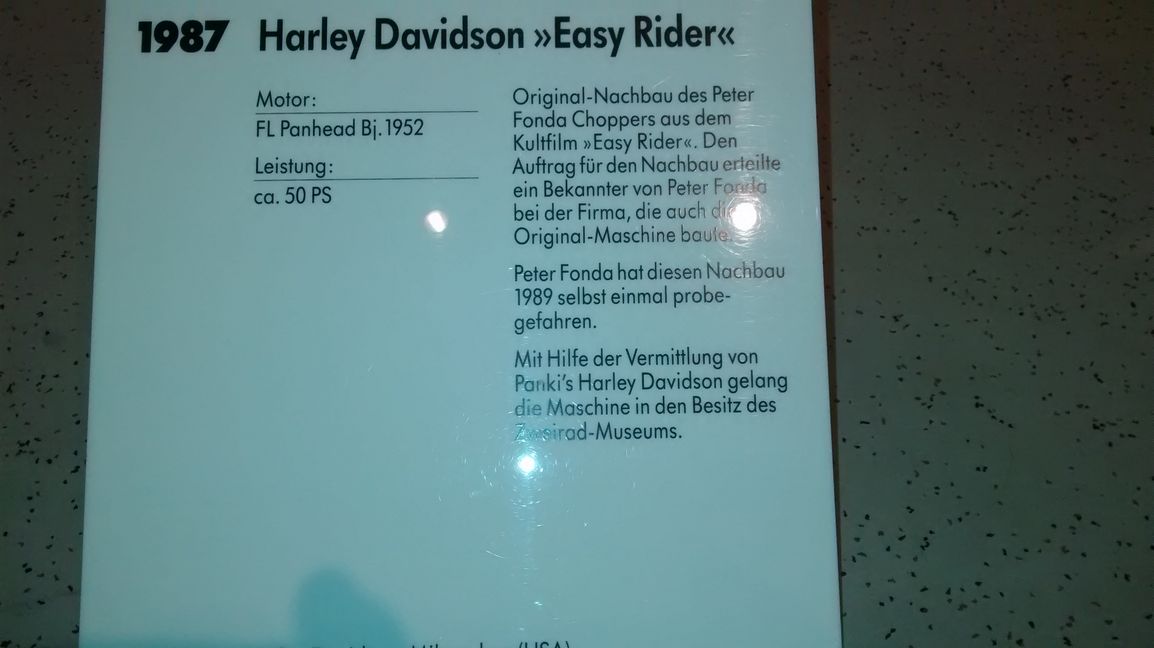 1987 Harley Davidson »Easy Rider«
Motor:
FL Panhead Bj. 1952
Leistung:
ca. 50 PS
Original-Nachbau des Peter
Fonda Choppers aus dem
Kultfilm »Easy Rider«. Den
Auftrag für den Nachbau erteilte
ein Bekannter von Peter Fonda
bei der Firma, die auch die
Original-Maschine baute.
Peter Fonda hat diesen Nachbau
1989 selbst einmal probe-
gefahren.
Mit Hilfe der Vermittlung von
Panki's Harley Davidson gelang
die Maschine in den Besitz des
Zweirad-Museums.
(USA)